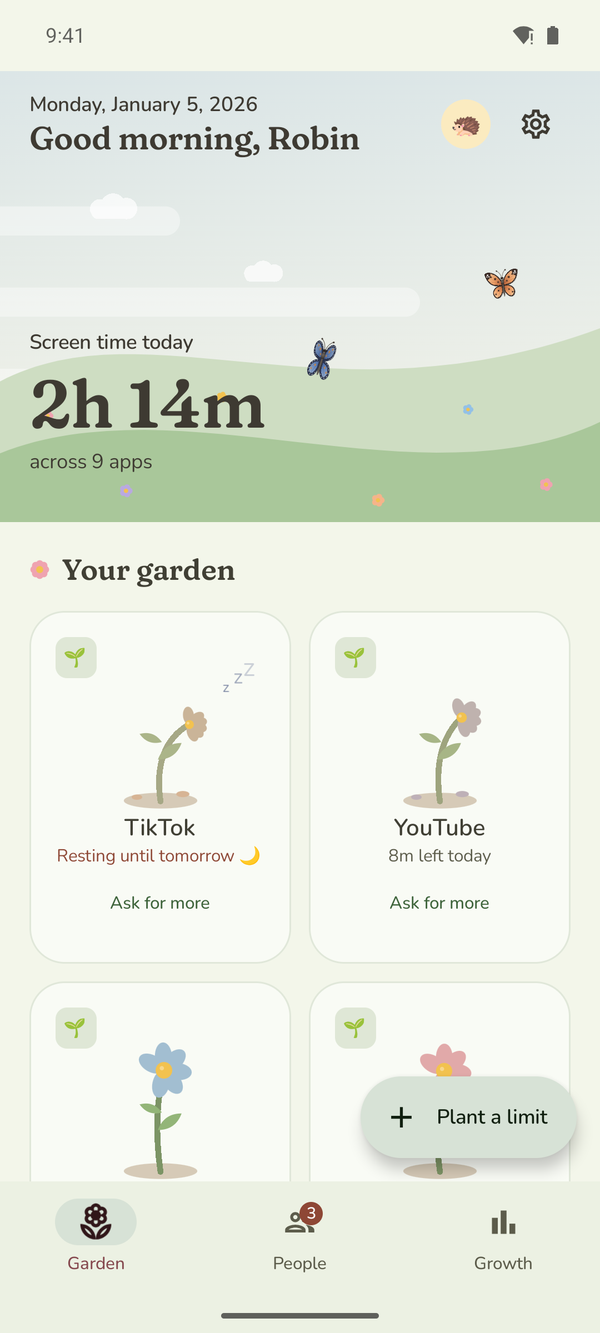 9:41
Monday, January 5, 2026
Good morning, Robin
Screen time today
2h 14m
across 9 apps
Your garden
z z Z
TikTok
Resting until tomorrow 🌙
Ask for more
YouTube
8m left today
Ask for more
Plant a limit
Garden
3
People
Growth